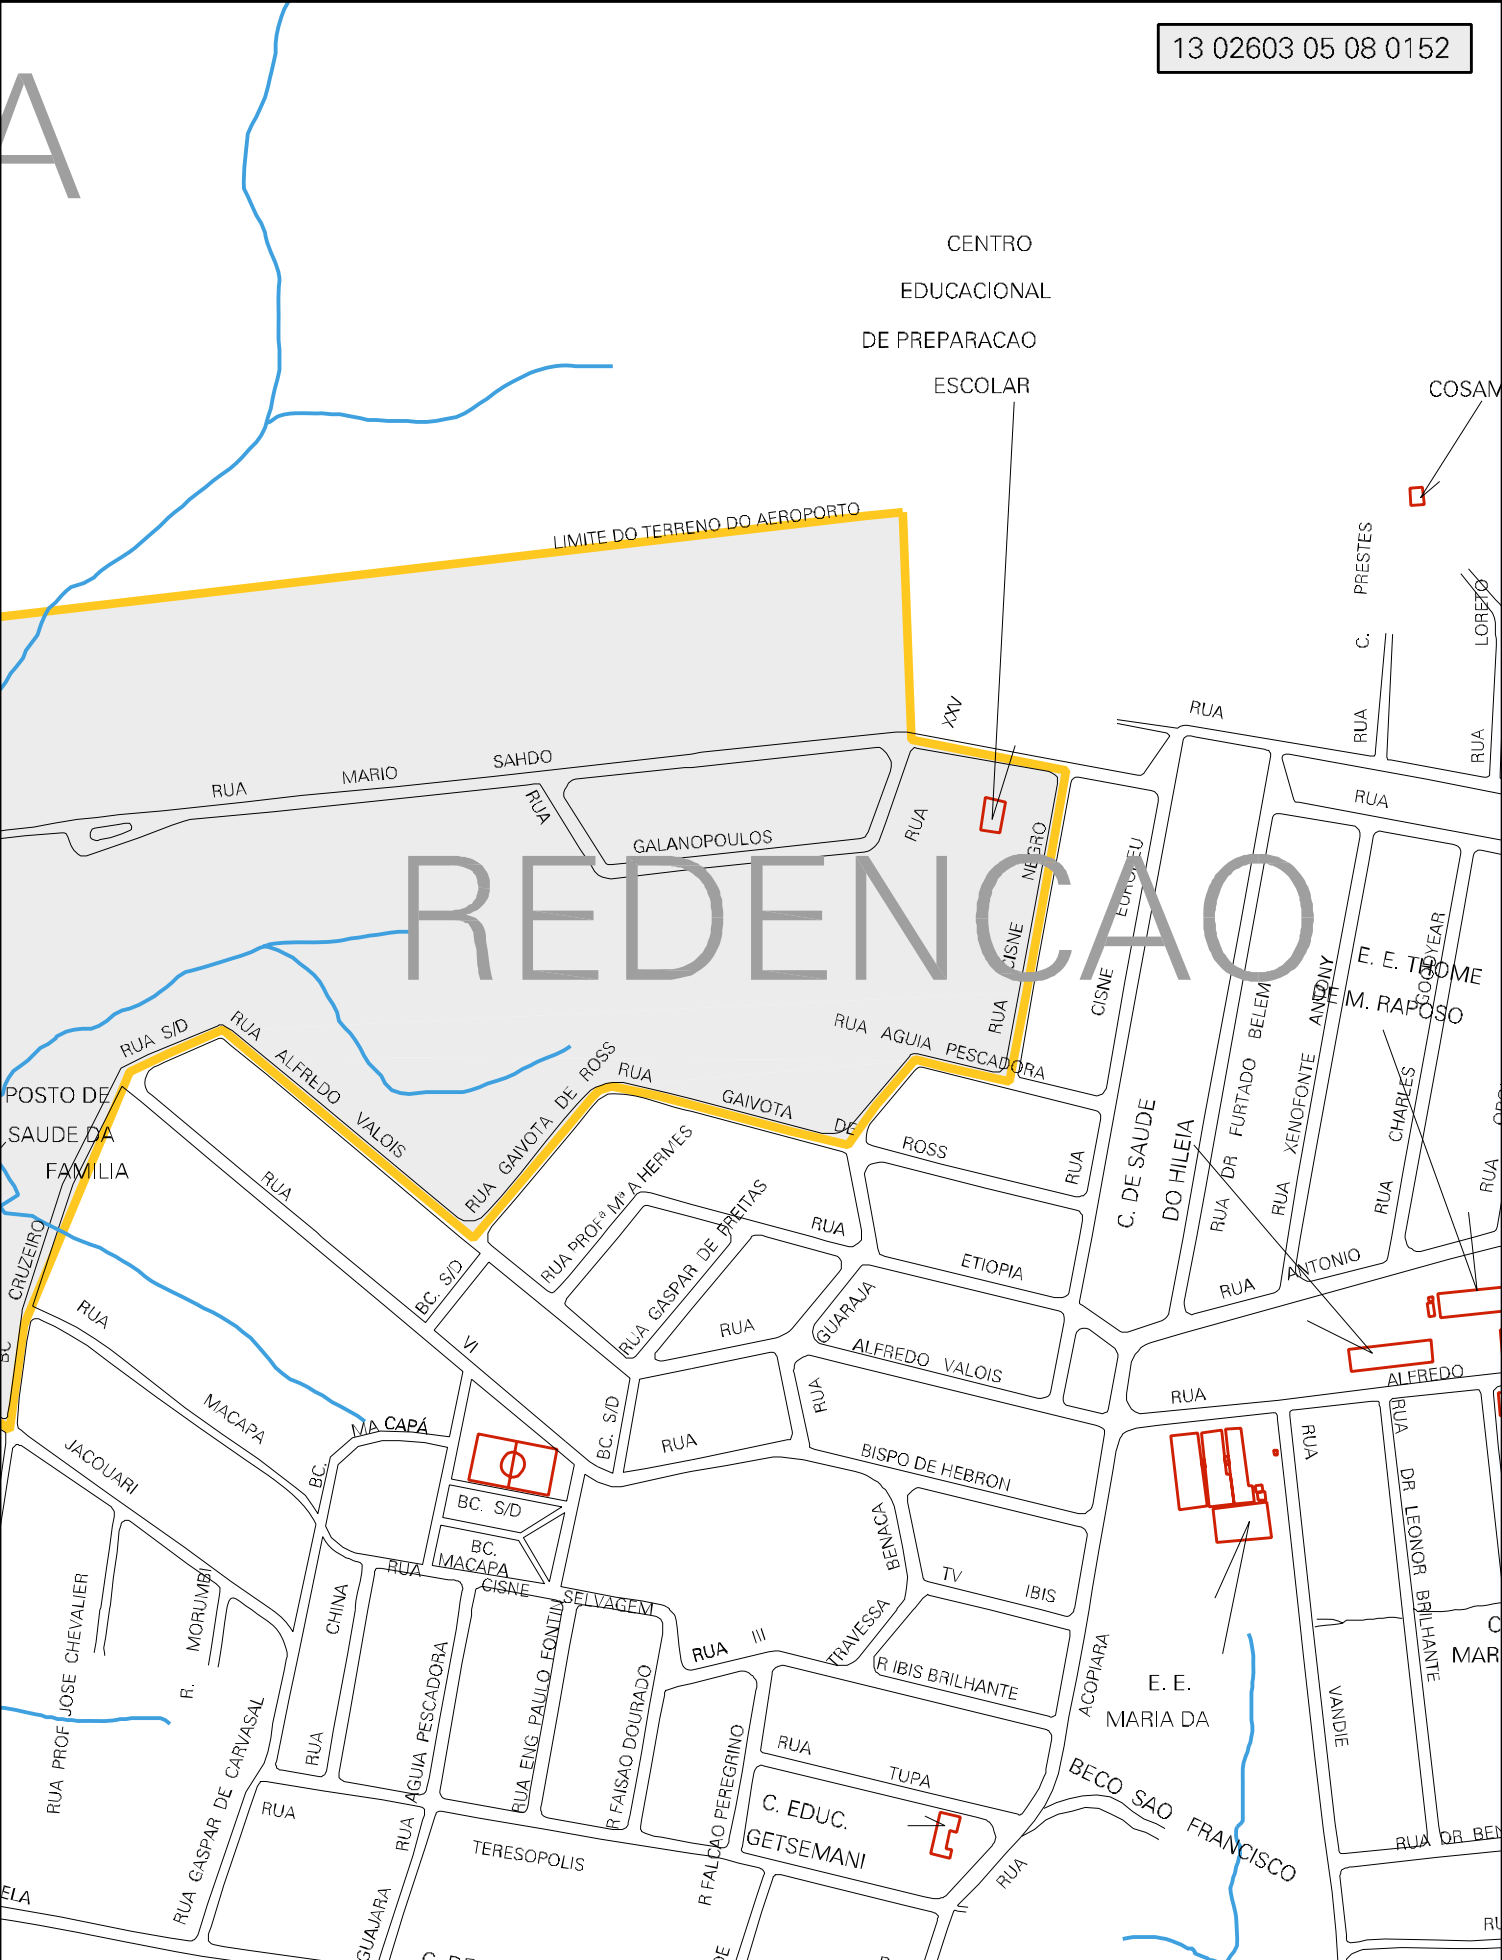 13 02603 05 08 0152
A
CENTRO
EDUCACIONAL
DE PREPARACAO
ESCOLAR
COSAM
LIMITE DO TERRENO DO AEROPORTO
RUA C. PRESTES
RUA LORETO
XXV
RUA
RUA MARIO SAHDO
RUA
GALANOPOULOS
RUA
RUA
REDENCAO
RUA CISNE NEGRO
CISNE EUROPEU
RUA DR FURTADO BELEM
RUA XENOFONTE ANTONY
RUA CHARLES GOODYEAR
E. E. THOME
DE M. RAPOSO
RUA S/D
RUA ALFREDO VALOIS
RUA GAIVOTA DE ROSS
RUA GAIVOTA DE ROSS
RUA AGUIA PESCADORA
RUA
RUA
POSTO DE
SAUDE DA
FAMILIA
C. DE SAUDE
DO HILEIA
RUA
RUA PROFª Mª A HERMES
RUA GASPAR DE FREITAS
RUA ETIOPIA
BC CRUZEIRO
BC. S/D
VI
RUA
GUARAJA
RUA ANTONIO
RUA ALFREDO
ALFREDO VALOIS
RUA MACAPA
MA CAPÁ
BC.
JACOUARI
BC. S/D
RUA
RUA
BISPO DE HEBRON
BC. S/D
BC.
MACAPA
RUA CISNE SELVAGEM
TRAVESSA BENACA
TV IBIS
R IBIS BRILHANTE
RUA
DR LEONOR BRILHANTE
RUA
VANDIE
RUA PROF JOSE CHEVALIER
R. MORUMBI
RUA CHINA
RUA AGUIA PESCADORA
RUA ENG PAULO FONTIN
R FAISAO DOURADO
RUA III
R FALCAO PEREGRINO
RUA GASPAR DE CARVASAL
RUA ACOPIARA
E. E.
MARIA DA
C
MAR
RUA TUPA
C. EDUC.
GETSEMANI
BECO SAO FRANCISCO
RUA TERESOPOLIS
RUA DR BEN
ELA
GUAJARA
C. DE
DE
RU